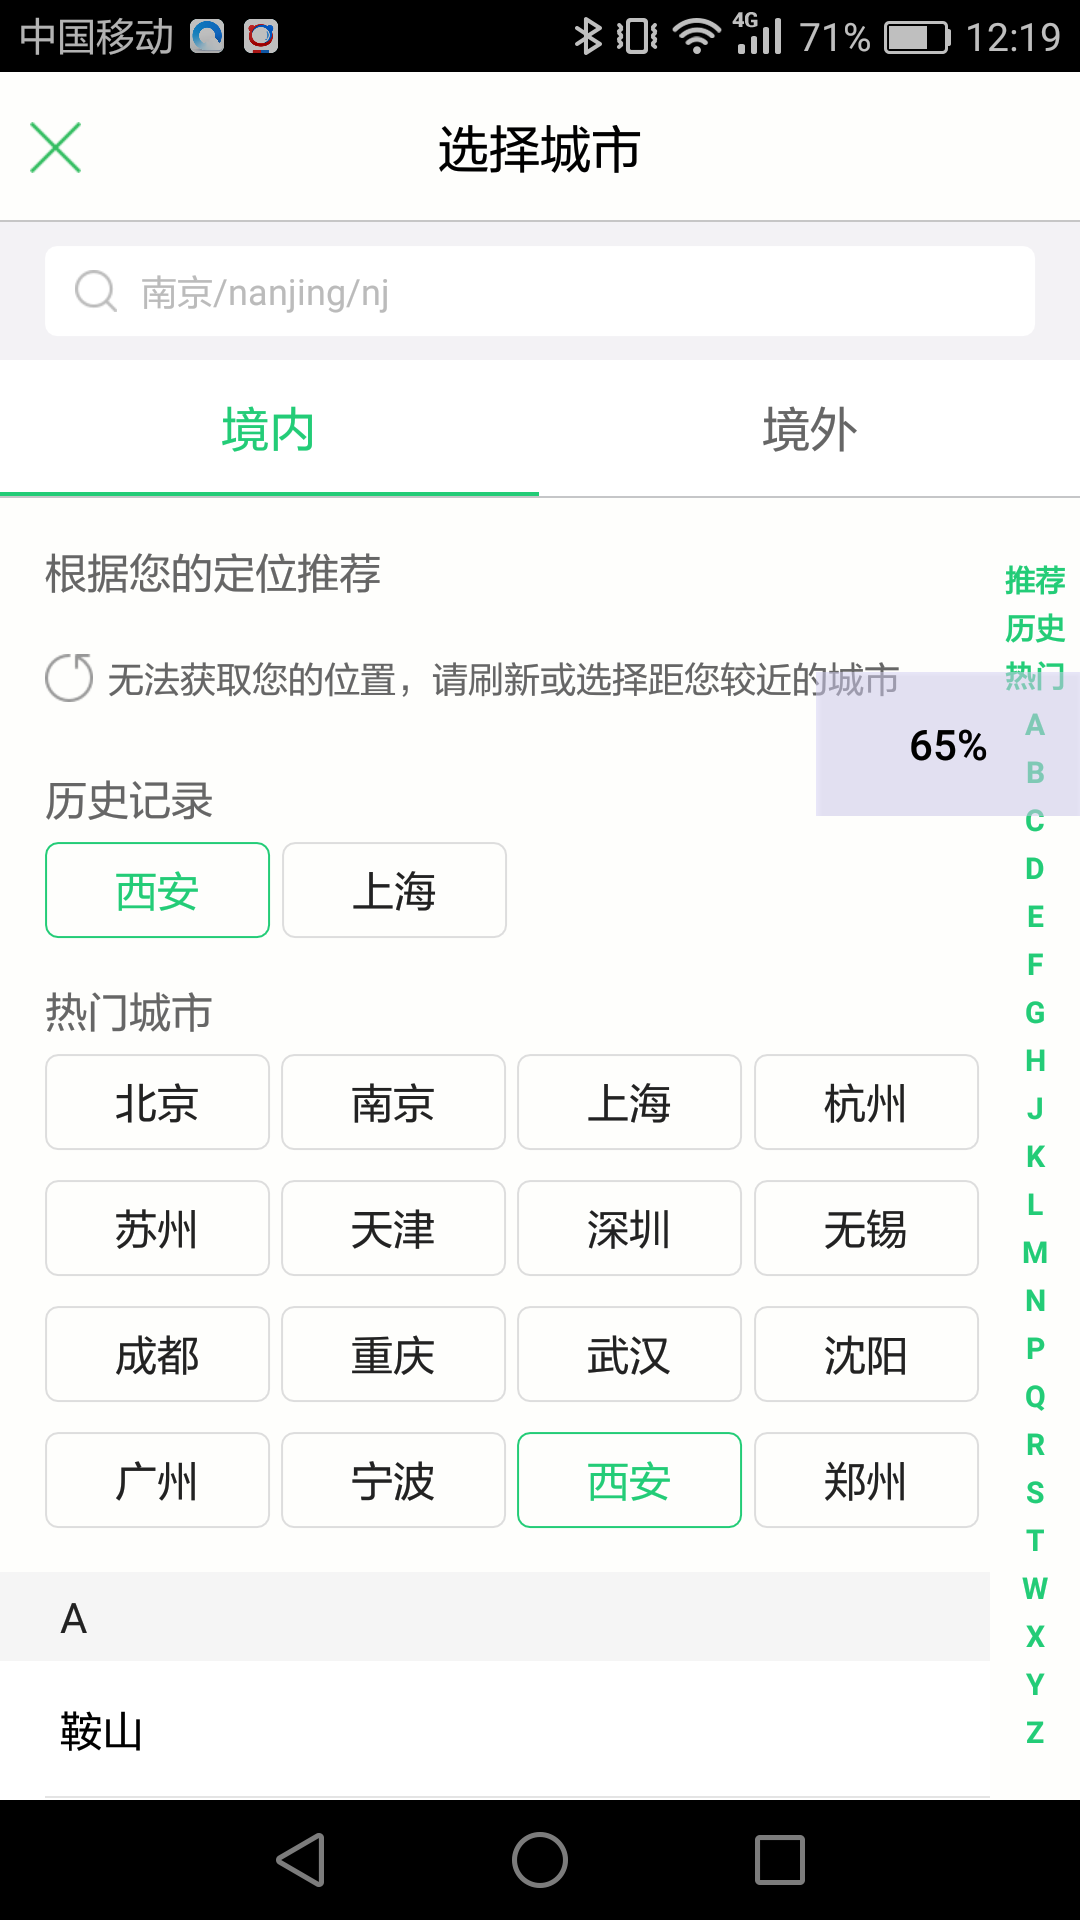 中国移动 4G 71% 12:19
选择城市
南京/nanjing/nj
境内 境外
根据您的定位推荐
无法获取您的位置，请刷新或选择距您较近的城市
65%
历史记录
西安 上海
热门城市
北京 南京 上海 杭州
苏州 天津 深圳 无锡
成都 重庆 武汉 沈阳
广州 宁波 西安 郑州
A
鞍山
推荐
历史
热门
A
B
C
D
E
F
G
H
J
K
L
M
N
P
Q
R
S
T
W
X
Y
Z